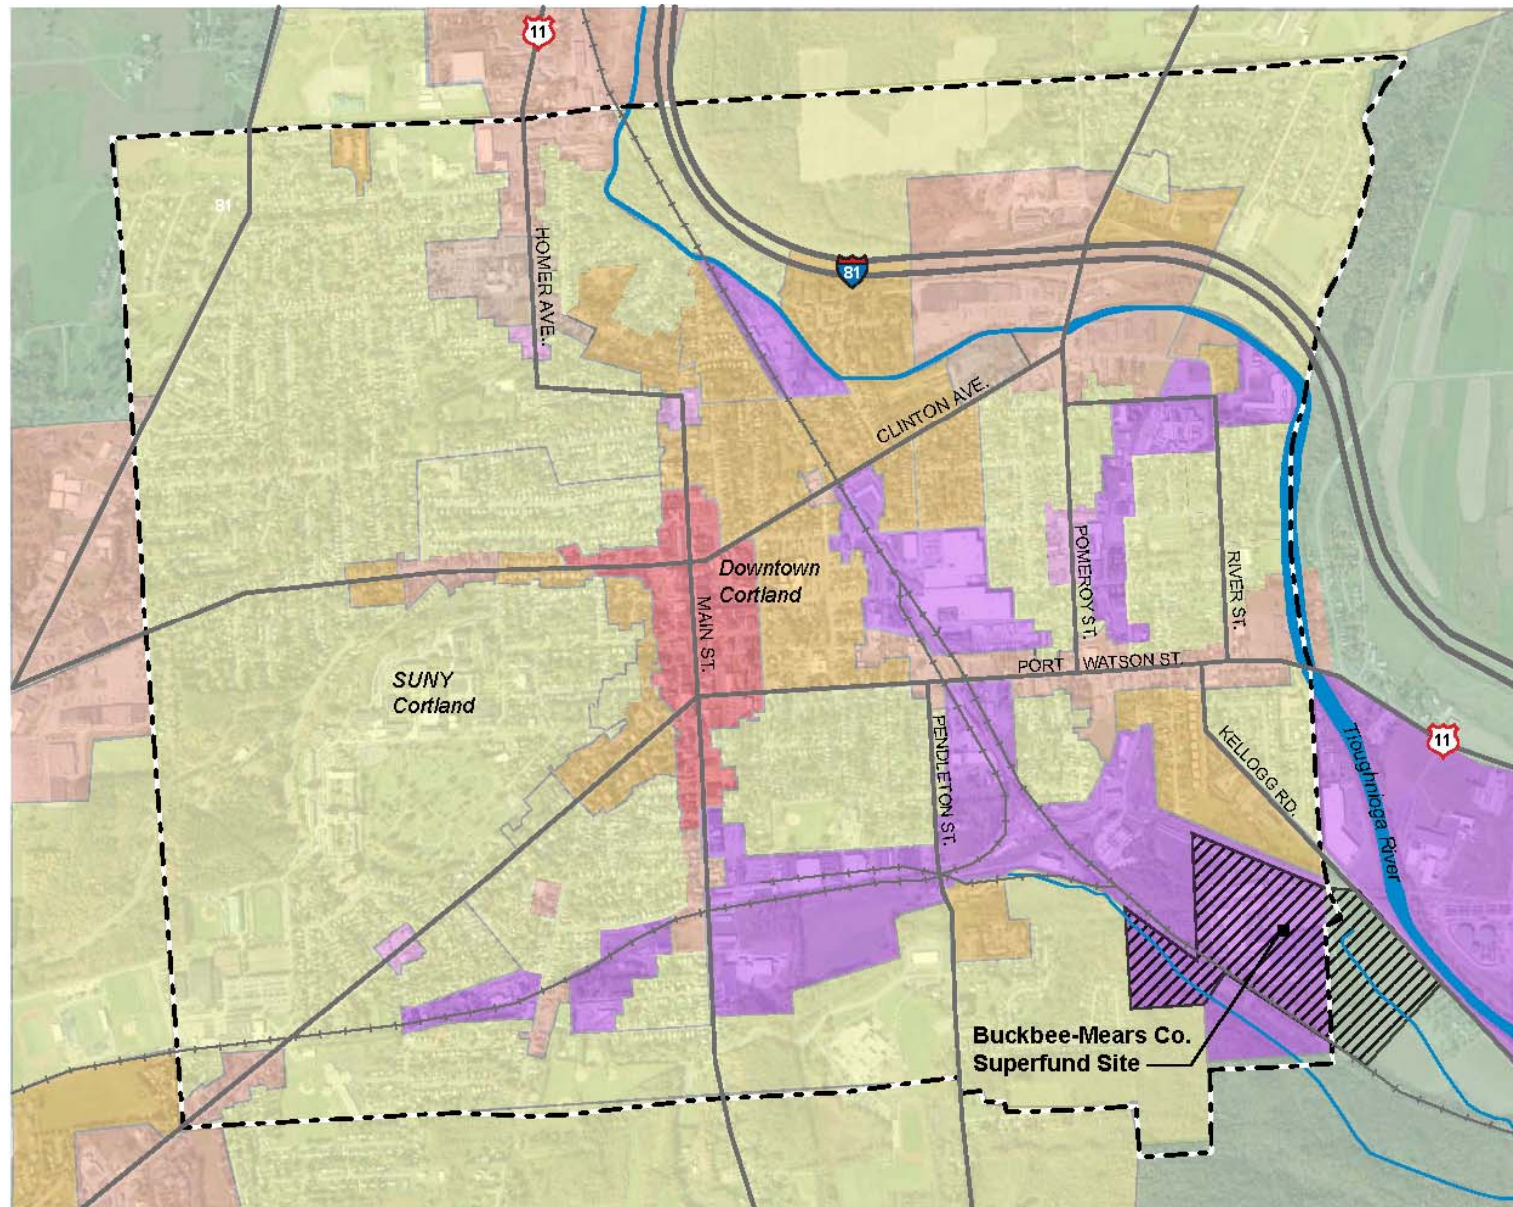 11
81
HOMER AVE.
81
CLINTON AVE.
Downtown
Cortland
MAIN ST.
POMEROY ST.
RIVER ST.
PORT WATSON ST.
SUNY
Cortland
PENDLETON ST.
KELLOGG RD.
11
Tioughnioga River
Buckbee-Mears Co.
Superfund Site